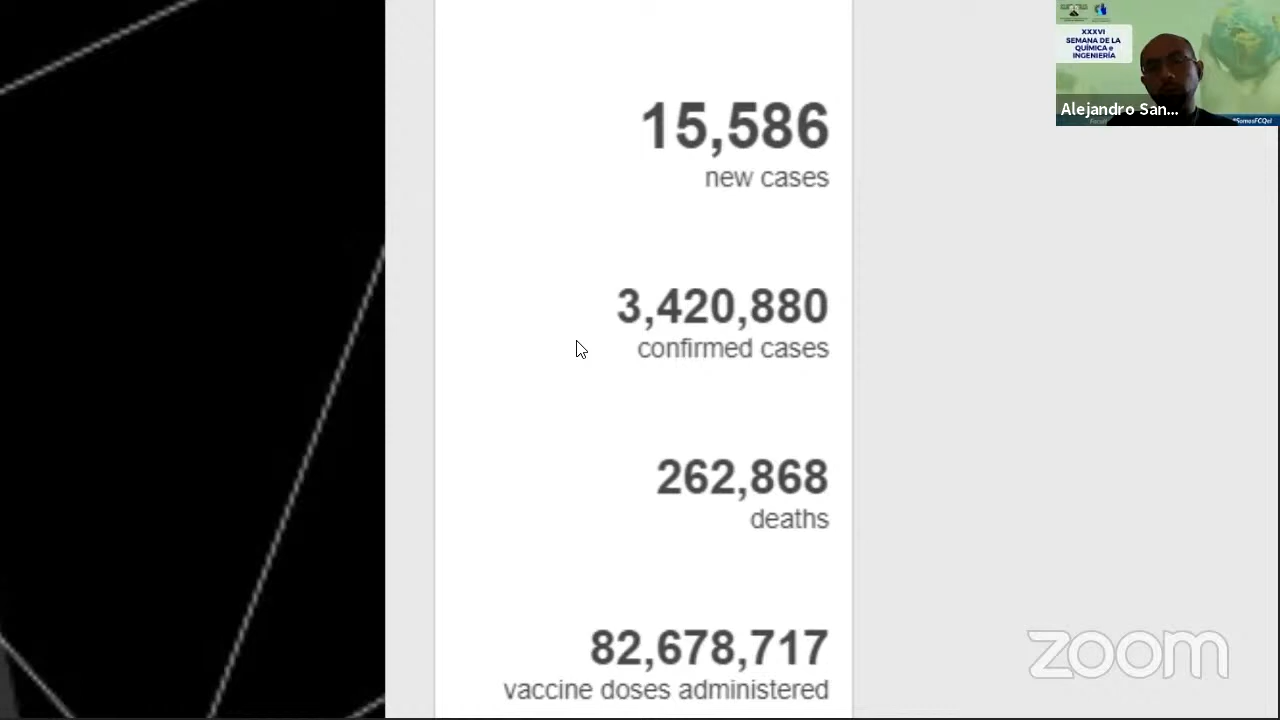 15,586
new cases
3,420,880
confirmed cases
262,868
deaths
82,678,717
vaccine doses administered
XXXVI
SEMANA DE LA
QUÍMICA e
INGENIERÍA
Alejandro San...
#SomosFCQeI
zoom